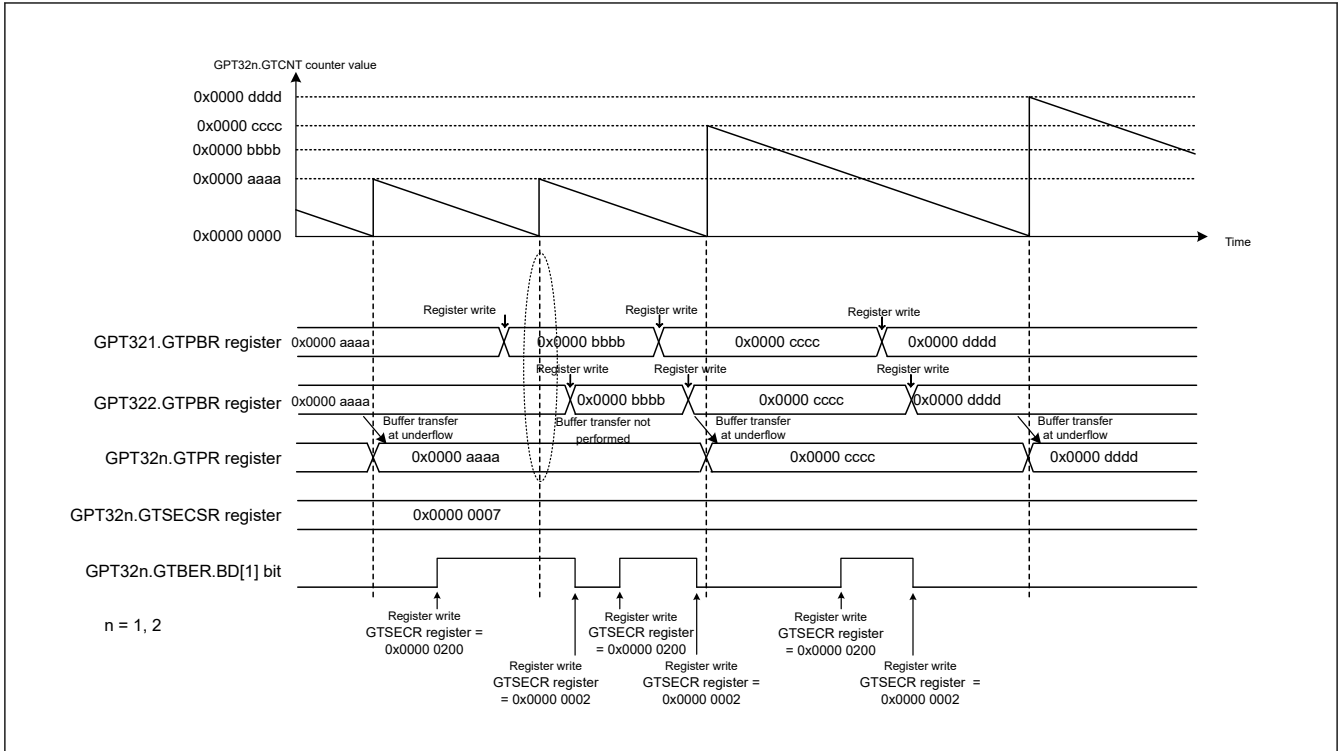 GPT32n.GTCNT counter value
0x0000 dddd
0x0000 cccc
0x0000 bbbb
0x0000 aaaa
0x0000 0000
Time
Register write
Register write
Register write
GPT321.GTPBR register
0x0000 aaaa
0x0000 bbbb
0x0000 cccc
0x0000 dddd
Register write
Register write
Register write
GPT322.GTPBR register
0x0000 aaaa
0x0000 bbbb
0x0000 cccc
0x0000 dddd
Buffer transfer
at underflow
Buffer transfer not
performed
Buffer transfer
at underflow
Buffer transfer
at underflow
GPT32n.GTPR register
0x0000 aaaa
0x0000 cccc
0x0000 dddd
GPT32n.GTSECSR register
0x0000 0007
GPT32n.GTBER.BD[1] bit
n = 1, 2
Register write
GTSECR register =
0x0000 0200
Register write
GTSECR register
= 0x0000 0002
Register write
GTSECR register
= 0x0000 0200
Register write
GTSECR register =
0x0000 0002
Register write
GTSECR register
= 0x0000 0200
Register write
GTSECR register =
0x0000 0002